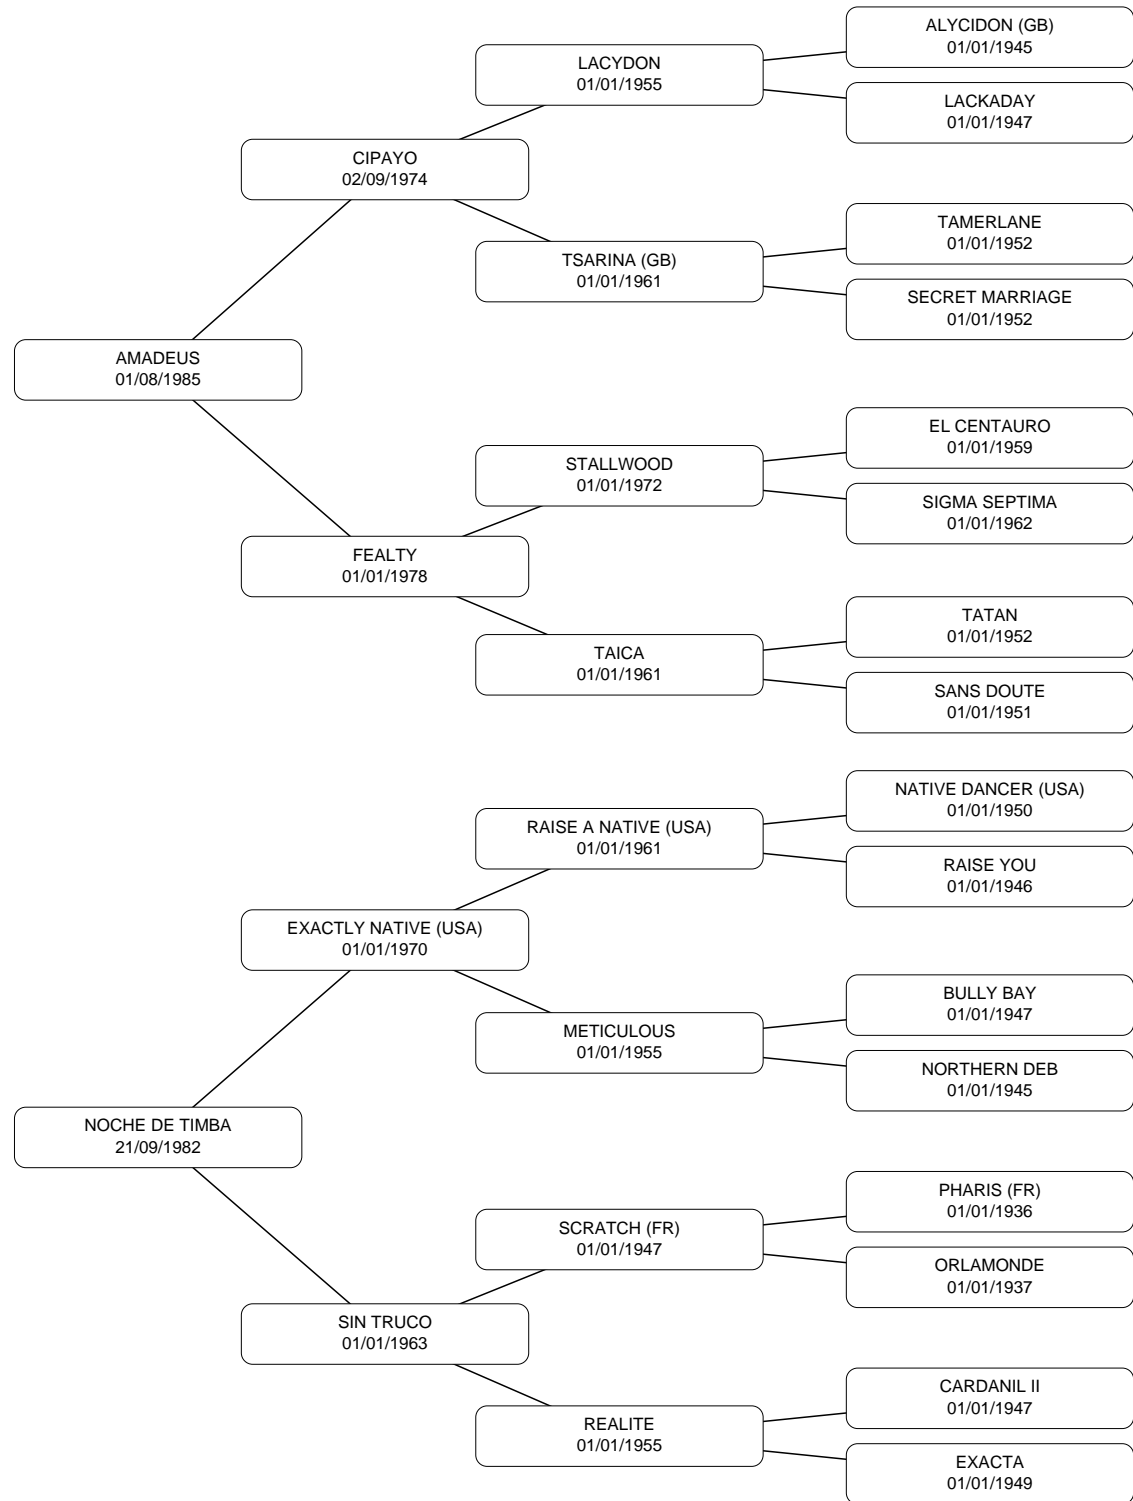 ALYCIDON (GB)
01/01/1945
LACYDON
01/01/1955
LACKADAY
01/01/1947
CIPAYO
02/09/1974
TAMERLANE
01/01/1952
TSARINA (GB)
01/01/1961
SECRET MARRIAGE
01/01/1952
AMADEUS
01/08/1985
EL CENTAURO
01/01/1959
STALLWOOD
01/01/1972
SIGMA SEPTIMA
01/01/1962
FEALTY
01/01/1978
TATAN
01/01/1952
TAICA
01/01/1961
SANS DOUTE
01/01/1951
NATIVE DANCER (USA)
01/01/1950
RAISE A NATIVE (USA)
01/01/1961
RAISE YOU
01/01/1946
EXACTLY NATIVE (USA)
01/01/1970
BULLY BAY
01/01/1947
METICULOUS
01/01/1955
NORTHERN DEB
01/01/1945
NOCHE DE TIMBA
21/09/1982
PHARIS (FR)
01/01/1936
SCRATCH (FR)
01/01/1947
ORLAMONDE
01/01/1937
SIN TRUCO
01/01/1963
CARDANIL II
01/01/1947
REALITE
01/01/1955
EXACTA
01/01/1949